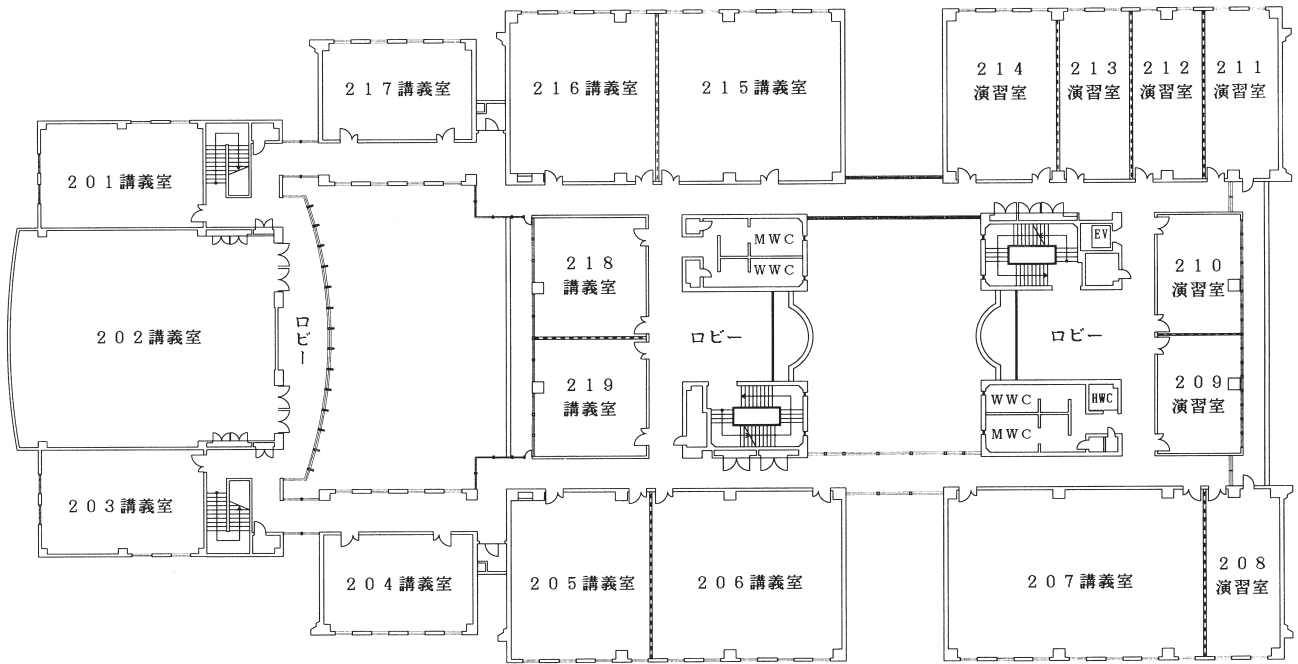 217講義室
216講義室
215講義室
214
演習室
213
演習室
212
演習室
211
演習室
201講義室
202講義室
ロビー
203講義室
218
講義室
219
講義室
MWC
WWC
ロビー
EV
ロビー
WWC
MWC
HWC
210
演習室
209
演習室
204講義室
205講義室
206講義室
207講義室
208
演習室